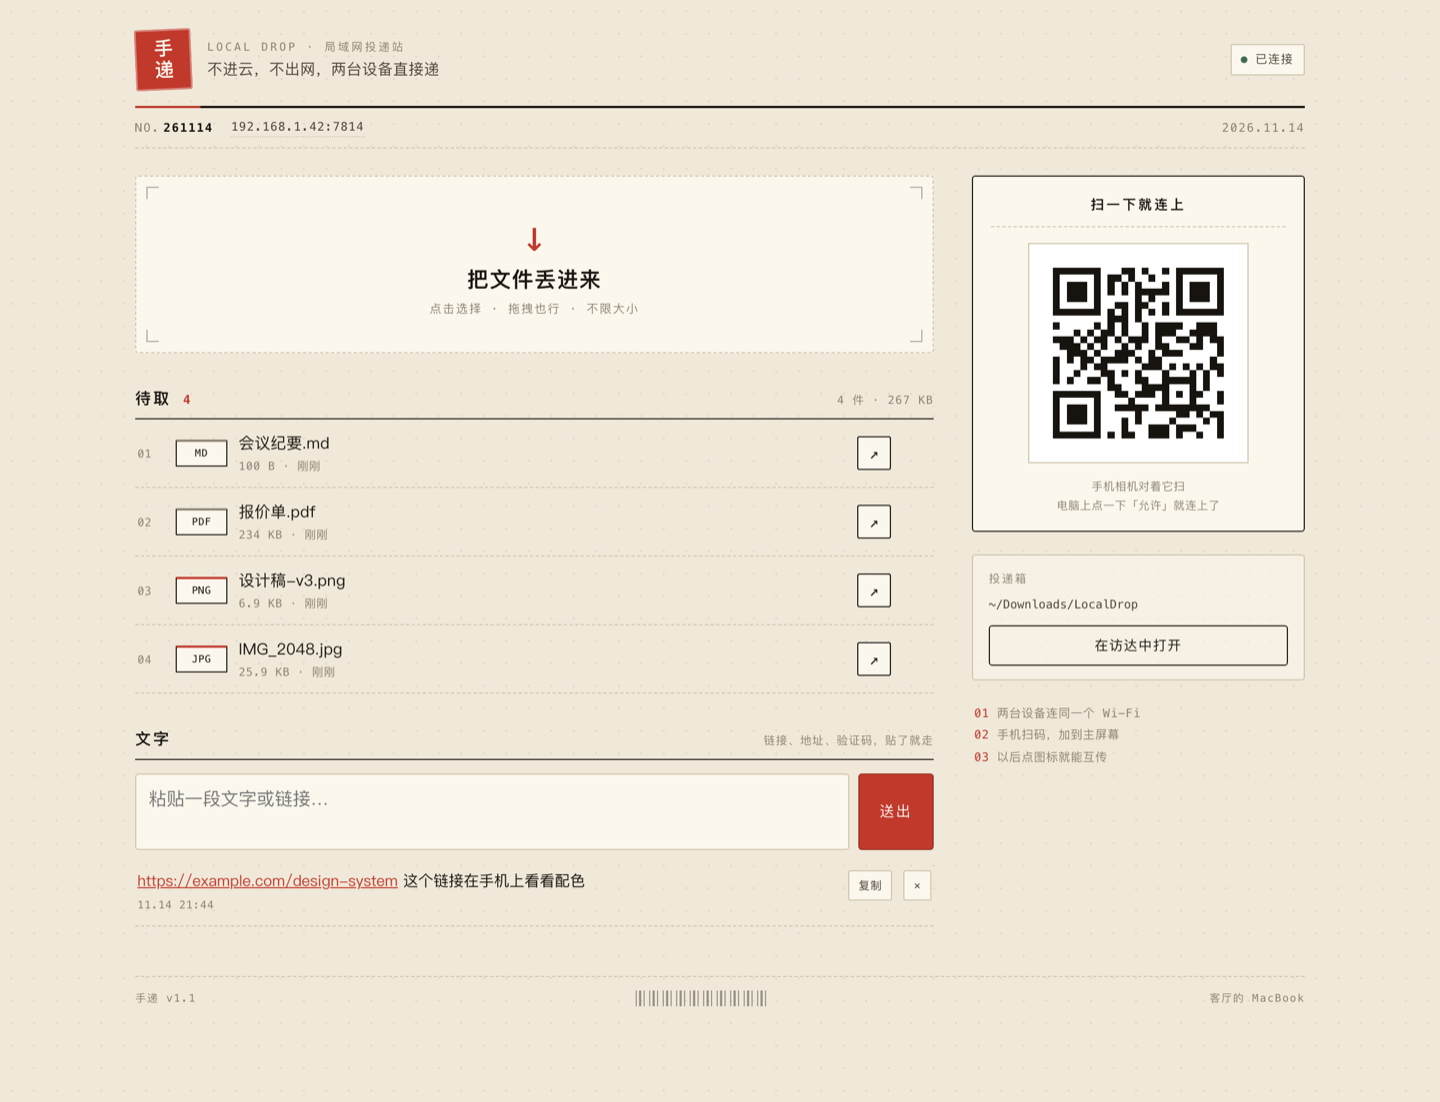 手递
LOCAL DROP · 局域网投递站
不进云，不出网，两台设备直接递
已连接
NO. 261114 192.168.1.42:7814
2026.11.14
↓
把文件丢进来
点击选择 · 拖拽也行 · 不限大小
待取 4
4 件 · 267 KB
01 MD 会议纪要.md
100 B · 刚刚
↗
02 PDF 报价单.pdf
234 KB · 刚刚
↗
03 PNG 设计稿-v3.png
6.9 KB · 刚刚
↗
04 JPG IMG_2048.jpg
25.9 KB · 刚刚
↗
文字
链接、地址、验证码，贴了就走
粘贴一段文字或链接…
送出
https://example.com/design-system 这个链接在手机上看看配色
11.14 21:44
复制 ×
扫一下就连上
手机相机对着它扫
电脑上点一下「允许」就连上了
投递箱
~/Downloads/LocalDrop
在访达中打开
01 两台设备连同一个 Wi-Fi
02 手机扫码，加到主屏幕
03 以后点图标就能互传
手递 v1.1
客厅的 MacBook